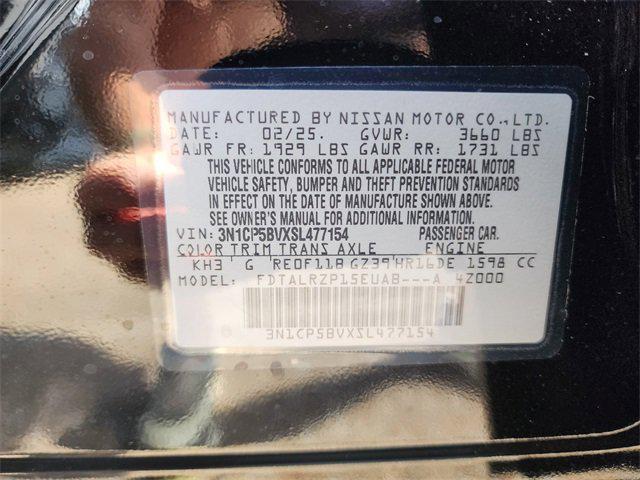 MANUFACTURED BY NISSAN MOTOR CO.,LTD.
DATE: 02/25. GVWR: 3660 LBS
GAWR FR: 1929 LBS GAWR RR: 1731 LBS
THIS VEHICLE CONFORMS TO ALL APPLICABLE FEDERAL MOTOR
VEHICLE SAFETY, BUMPER AND THEFT PREVENTION STANDARDS
IN EFFECT ON THE DATE OF MANUFACTURE SHOWN ABOVE.
SEE OWNER'S MANUAL FOR ADDITIONAL INFORMATION.
VIN: 3N1CP5BVXSL477154 PASSENGER CAR.
COLOR TRIM TRANS AXLE ENGINE
KH3 G RE0F11B GZ39 HR16DE 1598 CC
MODEL: FDTALRZP15EUAB---A 4Z000
3N1CP5BVXSL477154